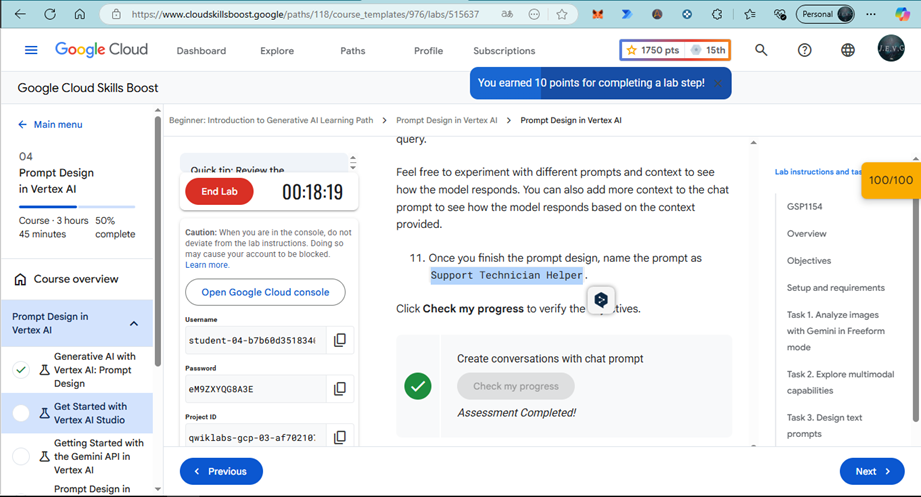 https://www.cloudskillsboost.google/paths/118/course_templates/976/labs/515637
Personal
Google Cloud
Dashboard
Explore
Paths
Profile
Subscriptions
1750 pts
15th
J.E.V.G
Google Cloud Skills Boost
You earned 10 points for completing a lab step!
Main menu
04
Prompt Design
in Vertex AI
Course · 3 hours
45 minutes
50%
complete
Course overview
Prompt Design in
Vertex AI
Generative AI with
Vertex AI: Prompt
Design
Get Started with
Vertex AI Studio
Getting Started with
the Gemini API in
Vertex AI
Prompt Design in
Beginner: Introduction to Generative AI Learning Path
Prompt Design in Vertex AI
Prompt Design in Vertex AI
Quick tip: Review the
End Lab
00:18:19
Caution: When you are in the console, do not
deviate from the lab instructions. Doing so
may cause your account to be blocked.
Learn more.
Open Google Cloud console
Username
student-04-b7b60d351834
Password
eM9ZXYQG8A3E
Project ID
qwiklabs-gcp-03-af70210
query.
Feel free to experiment with different prompts and context to see
how the model responds. You can also add more context to the chat
prompt to see how the model responds based on the context
provided.
11. Once you finish the prompt design, name the prompt as
Support Technician Helper.
Click Check my progress to verify the
Create conversations with chat prompt
Check my progress
Assessment Completed!
Previous
Next
Lab instructions and tas
100/100
GSP1154
Overview
Objectives
Setup and requirements
Task 1. Analyze images
with Gemini in Freeform
mode
Task 2. Explore multimodal
capabilities
Task 3. Design text
prompts